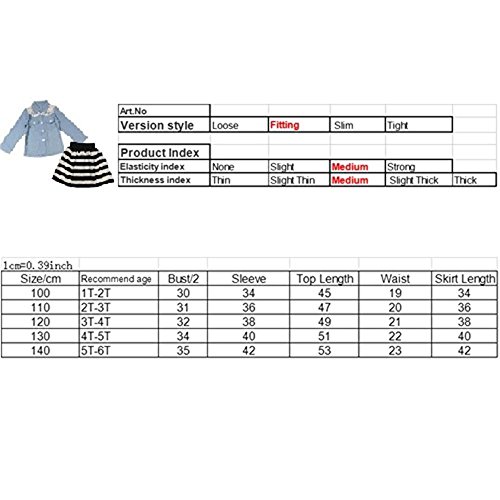 Art.No
Version style Loose Fitting Slim Tight
Product Index
Elasticity index None Slight Medium Strong
Thickness index Thin Slight Thin Medium Slight Thick Thick
1cm=0.39inch
Size/cm Recommend age Bust/2 Sleeve Top Length Waist Skirt Length
100 1T-2T 30 34 45 19 34
110 2T-3T 31 36 47 20 36
120 3T-4T 32 38 49 21 38
130 4T-5T 34 40 51 22 40
140 5T-6T 35 42 53 23 42